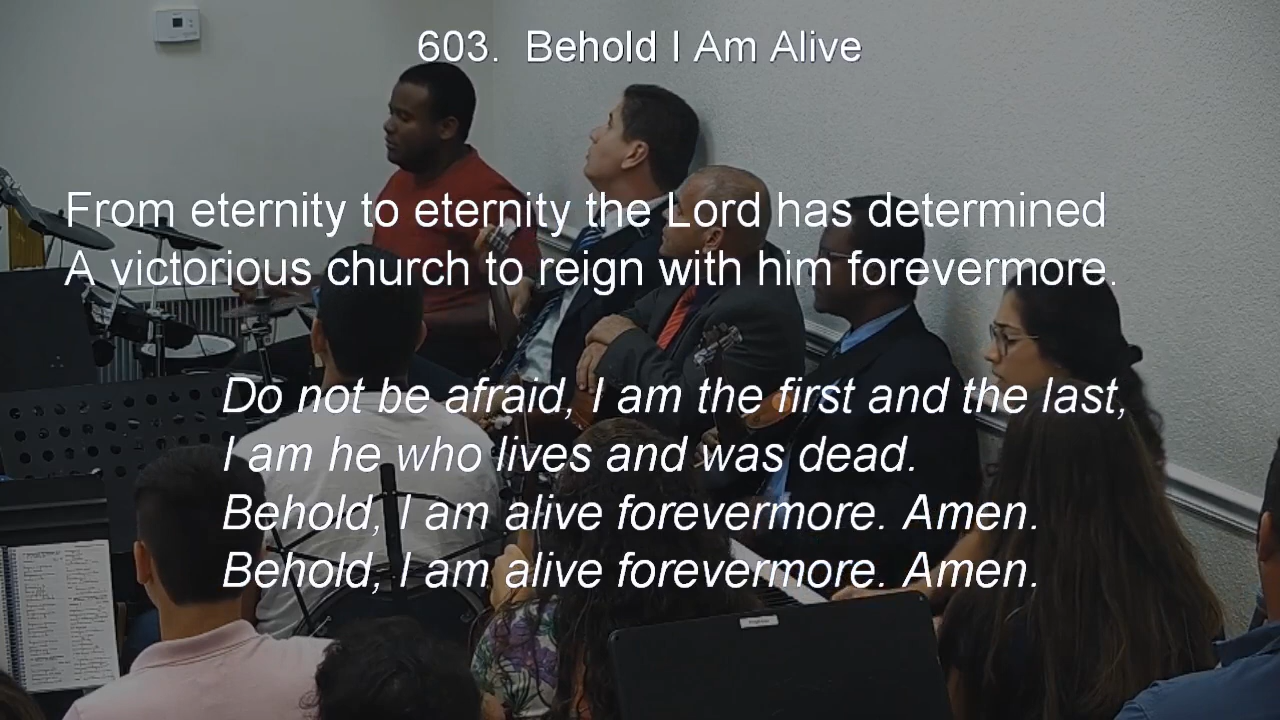 603. Behold I Am Alive
From eternity to eternity the Lord has determined
A victorious church to reign with him forevermore.
Do not be afraid, I am the first and the last,
I am he who lives and was dead.
Behold, I am alive forevermore. Amen.
Behold, I am alive forevermore. Amen.